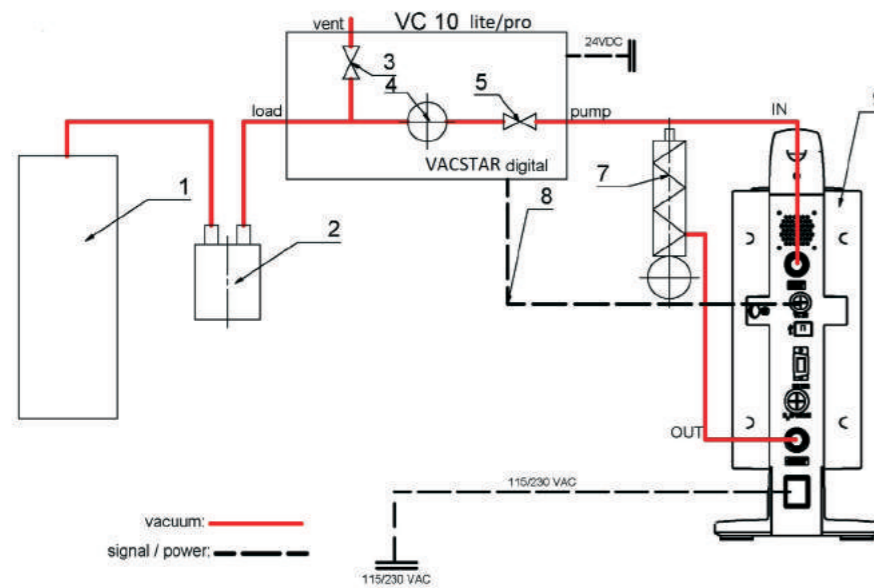 vent
VC 10 lite/pro
24VDC
3
4
5
load
pump
IN
9
VACSTAR digital
7
1
8
2
OUT
115/230 VAC
vacuum:
signal / power:
115/230 VAC